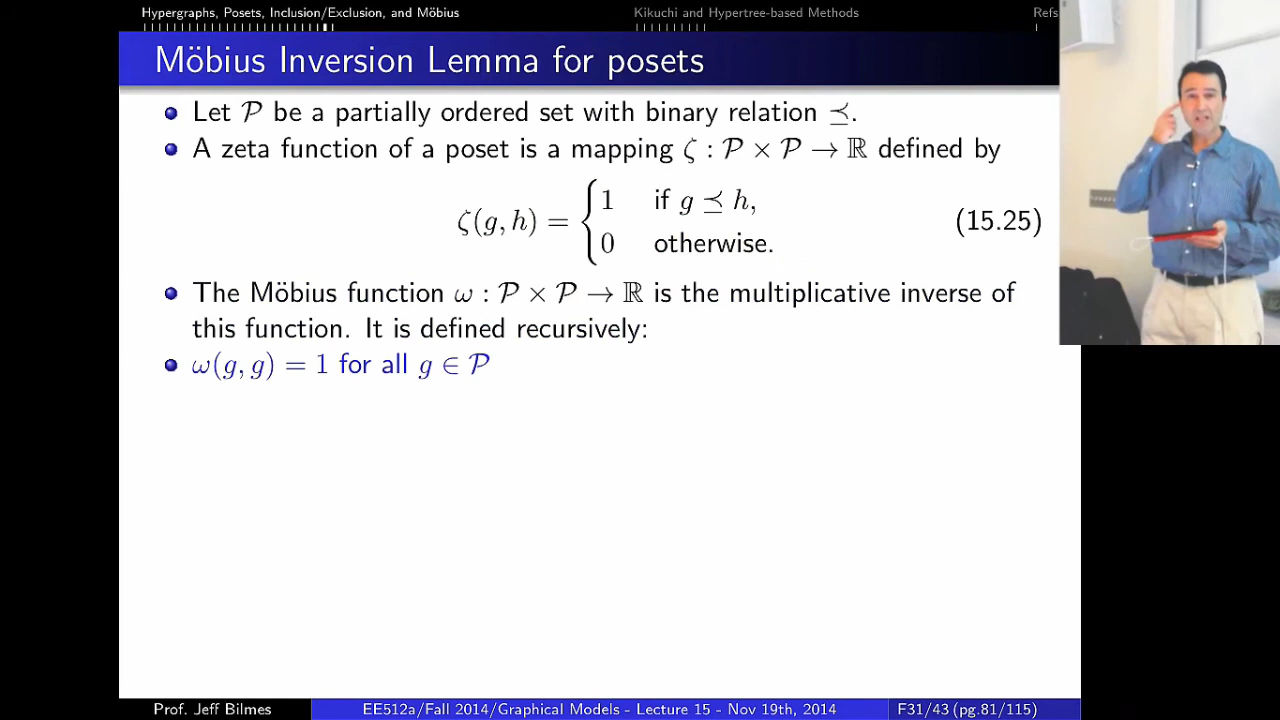 Hypergraphs, Posets, Inclusion/Exclusion, and Möbius
Kikuchi and Hypertree-based Methods
Refs
Möbius Inversion Lemma for posets
Let 𝒫 be a partially ordered set with binary relation ⪯.
A zeta function of a poset is a mapping ζ : 𝒫 × 𝒫 → ℝ defined by
ζ(g, h) = { 1 if g ⪯ h,
0 otherwise.
(15.25)
The Möbius function ω : 𝒫 × 𝒫 → ℝ is the multiplicative inverse of
this function. It is defined recursively:
ω(g, g) = 1 for all g ∈ 𝒫
Prof. Jeff Bilmes
EE512a/Fall 2014/Graphical Models - Lecture 15 - Nov 19th, 2014
F31/43 (pg.81/115)